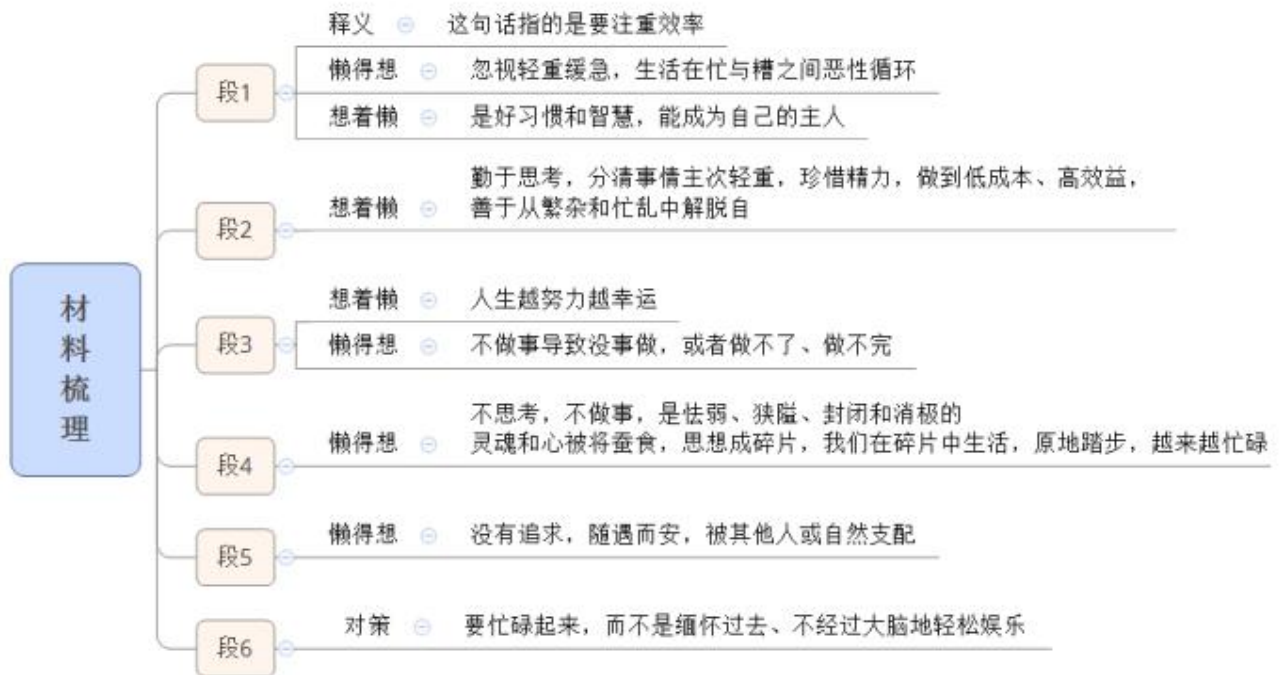 材料梳理
段1
释义 这句话指的是要注重效率
懒得想 忽视轻重缓急，生活在忙与糟之间恶性循环
想着懒 是好习惯和智慧，能成为自己的主人
段2
想着懒 勤于思考，分清事情主次轻重，珍惜精力，做到低成本、高效益，
善于从繁杂和忙乱中解脱自
段3
想着懒 人生越努力越幸运
懒得想 不做事导致没事做，或者做不了、做不完
段4
懒得想 不思考，不做事，是怯弱、狭隘、封闭和消极的
灵魂和心被将蚕食，思想成碎片，我们在碎片中生活，原地踏步，越来越忙碌
段5
懒得想 没有追求，随遇而安，被其他人或自然支配
段6
对策 要忙碌起来，而不是缅怀过去、不经过大脑地轻松娱乐